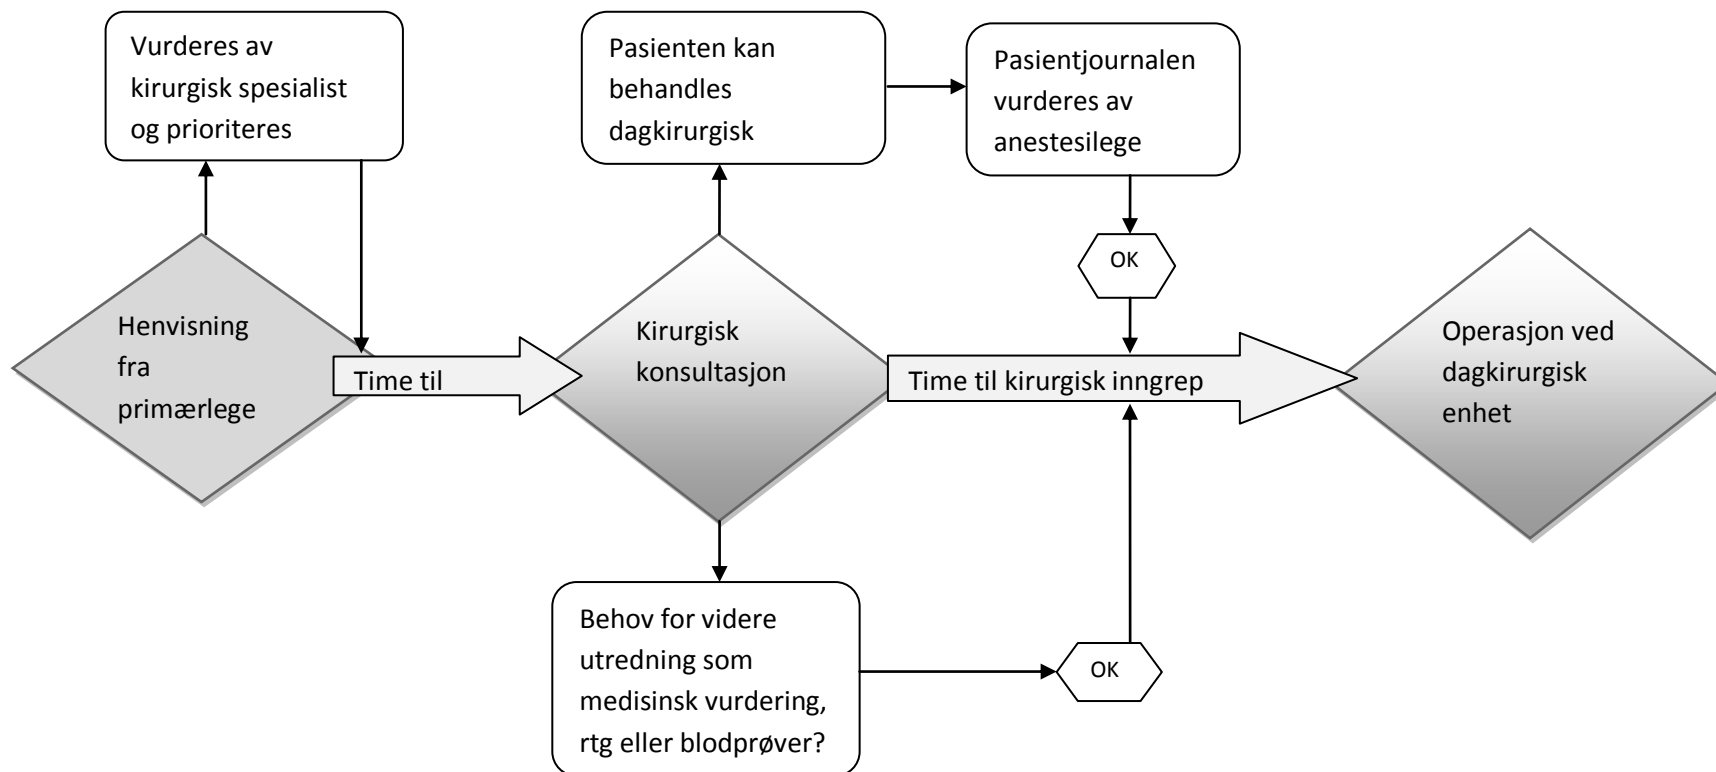 Vurderes av
kirurgisk spesialist
og prioriteres
Pasienten kan
behandles
dagkirurgisk
Pasientjournalen
vurderes av
anestesilege
OK
Henvisning
fra
primærlege
Time til
Kirurgisk
konsultasjon
Time til kirurgisk inngrep
Operasjon ved
dagkirurgisk
enhet
Behov for videre
utredning som
medisinsk vurdering,
rtg eller blodprøver?
OK